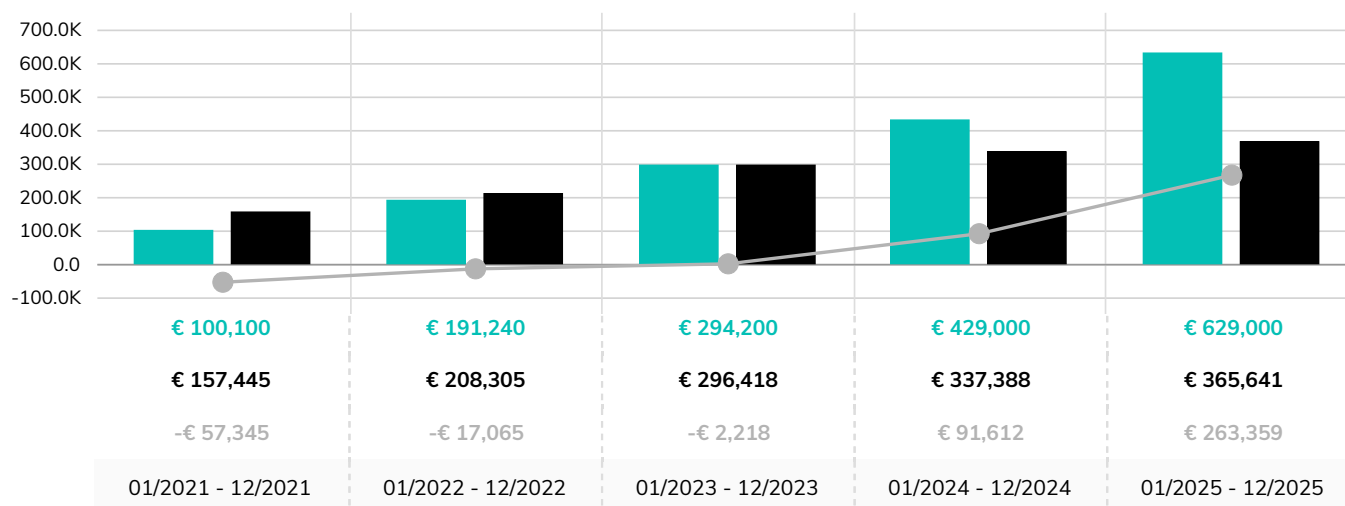 700.0K
600.0K
500.0K
400.0K
300.0K
200.0K
100.0K
0.0
-100.0K
€ 100,100 € 191,240 € 294,200 € 429,000 € 629,000
€ 157,445 € 208,305 € 296,418 € 337,388 € 365,641
-€ 57,345 -€ 17,065 -€ 2,218 € 91,612 € 263,359
01/2021 - 12/2021 01/2022 - 12/2022 01/2023 - 12/2023 01/2024 - 12/2024 01/2025 - 12/2025